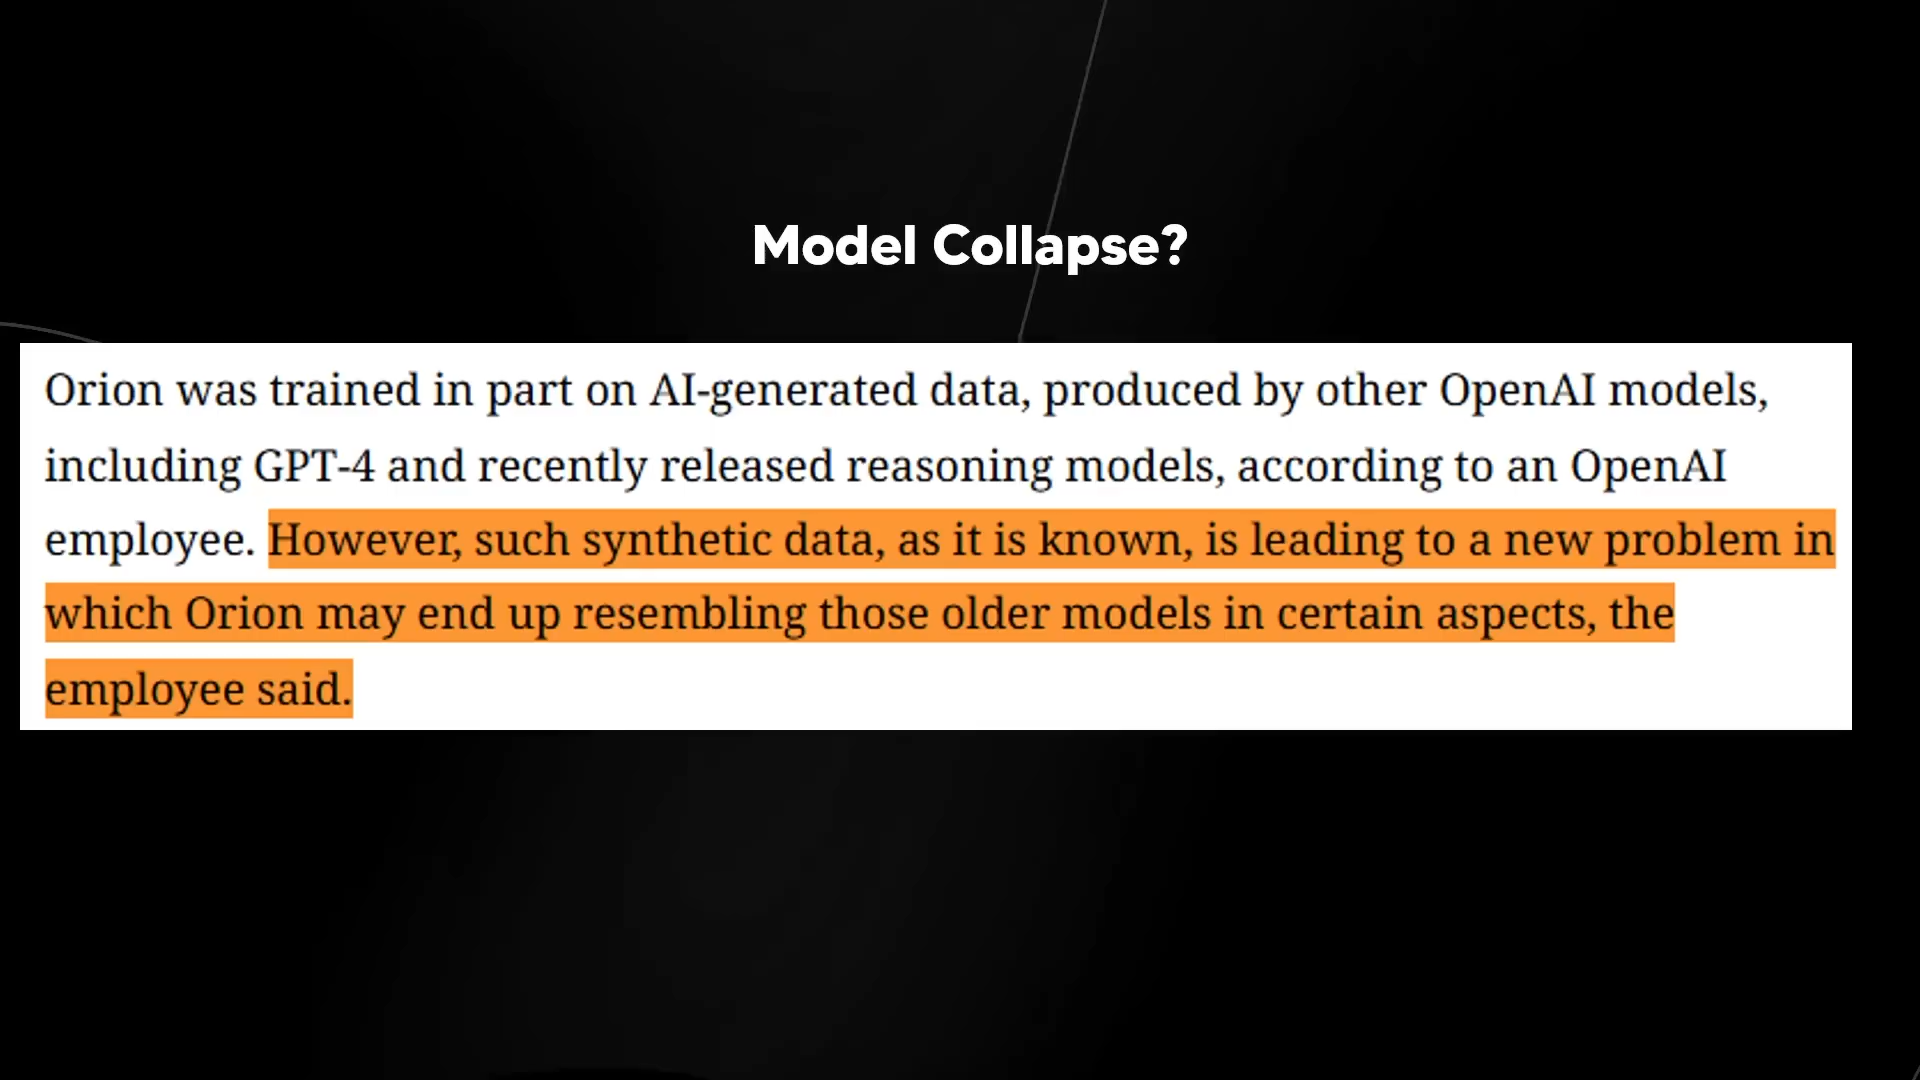 Model Collapse?
Orion was trained in part on AI-generated data, produced by other OpenAI models,
including GPT-4 and recently released reasoning models, according to an OpenAI
employee. However, such synthetic data, as it is known, is leading to a new problem in
which Orion may end up resembling those older models in certain aspects, the
employee said.